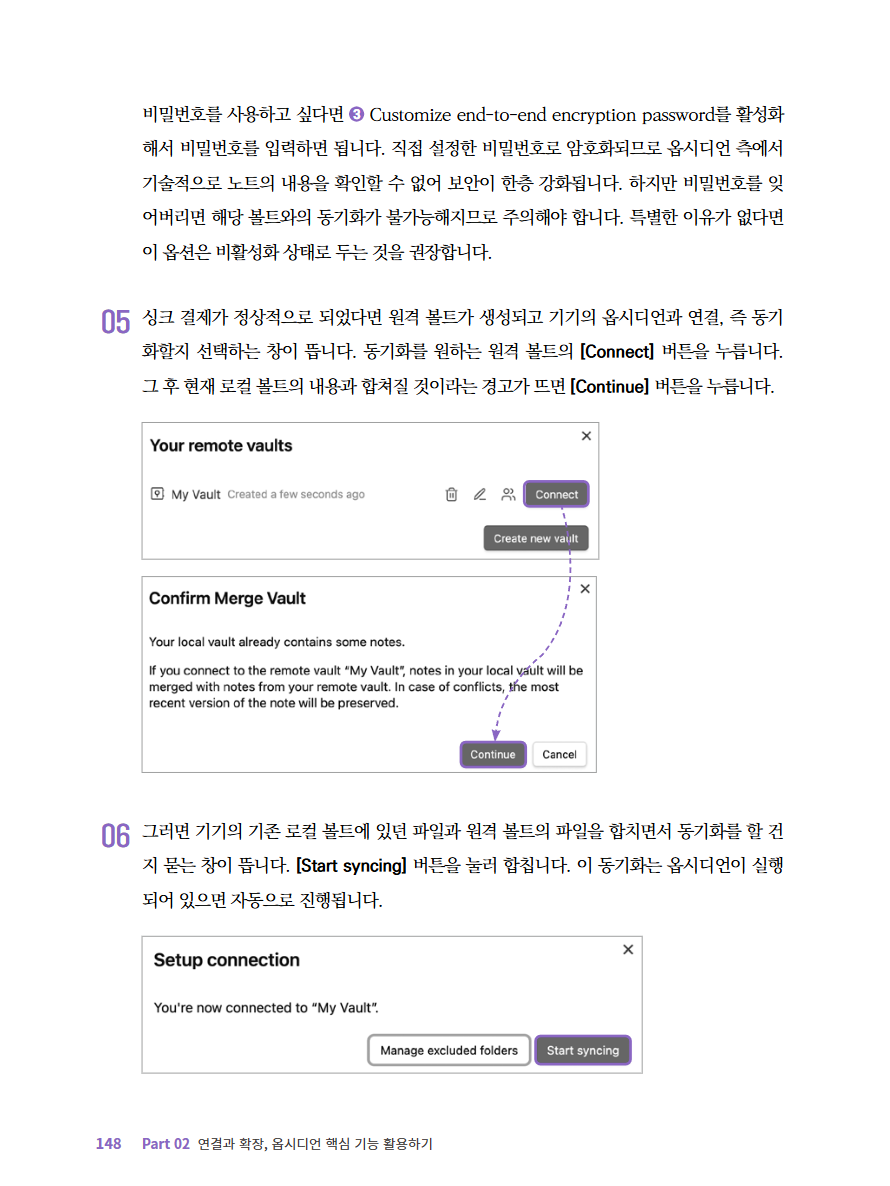 비밀번호를 사용하고 싶다면 ❸ Customize end-to-end encryption password를 활성화
해서 비밀번호를 입력하면 됩니다. 직접 설정한 비밀번호로 암호화되므로 옵시디언 측에서
기술적으로 노트의 내용을 확인할 수 없어 보안이 한층 강화됩니다. 하지만 비밀번호를 잊
어버리면 해당 볼트와의 동기화가 불가능해지므로 주의해야 합니다. 특별한 이유가 없다면
이 옵션은 비활성화 상태로 두는 것을 권장합니다.
05 싱크 결제가 정상적으로 되었다면 원격 볼트가 생성되고 기기의 옵시디언과 연결, 즉 동기
화할지 선택하는 창이 뜹니다. 동기화를 원하는 원격 볼트의 [Connect] 버튼을 누릅니다.
그 후 현재 로컬 볼트의 내용과 합쳐질 것이라는 경고가 뜨면 [Continue] 버튼을 누릅니다.
Your remote vaults
My Vault Created a few seconds ago Connect
Create new vault
Confirm Merge Vault
Your local vault already contains some notes.
If you connect to the remote vault “My Vault”, notes in your local vault will be
merged with notes from your remote vault. In case of conflicts, the most
recent version of the note will be preserved.
Continue Cancel
06 그러면 기기의 기존 로컬 볼트에 있던 파일과 원격 볼트의 파일을 합치면서 동기화를 할 건
지 묻는 창이 뜹니다. [Start syncing] 버튼을 눌러 합칩니다. 이 동기화는 옵시디언이 실행
되어 있으면 자동으로 진행됩니다.
Setup connection
You're now connected to “My Vault”.
Manage excluded folders Start syncing
148 Part 02 연결과 확장, 옵시디언 핵심 기능 활용하기